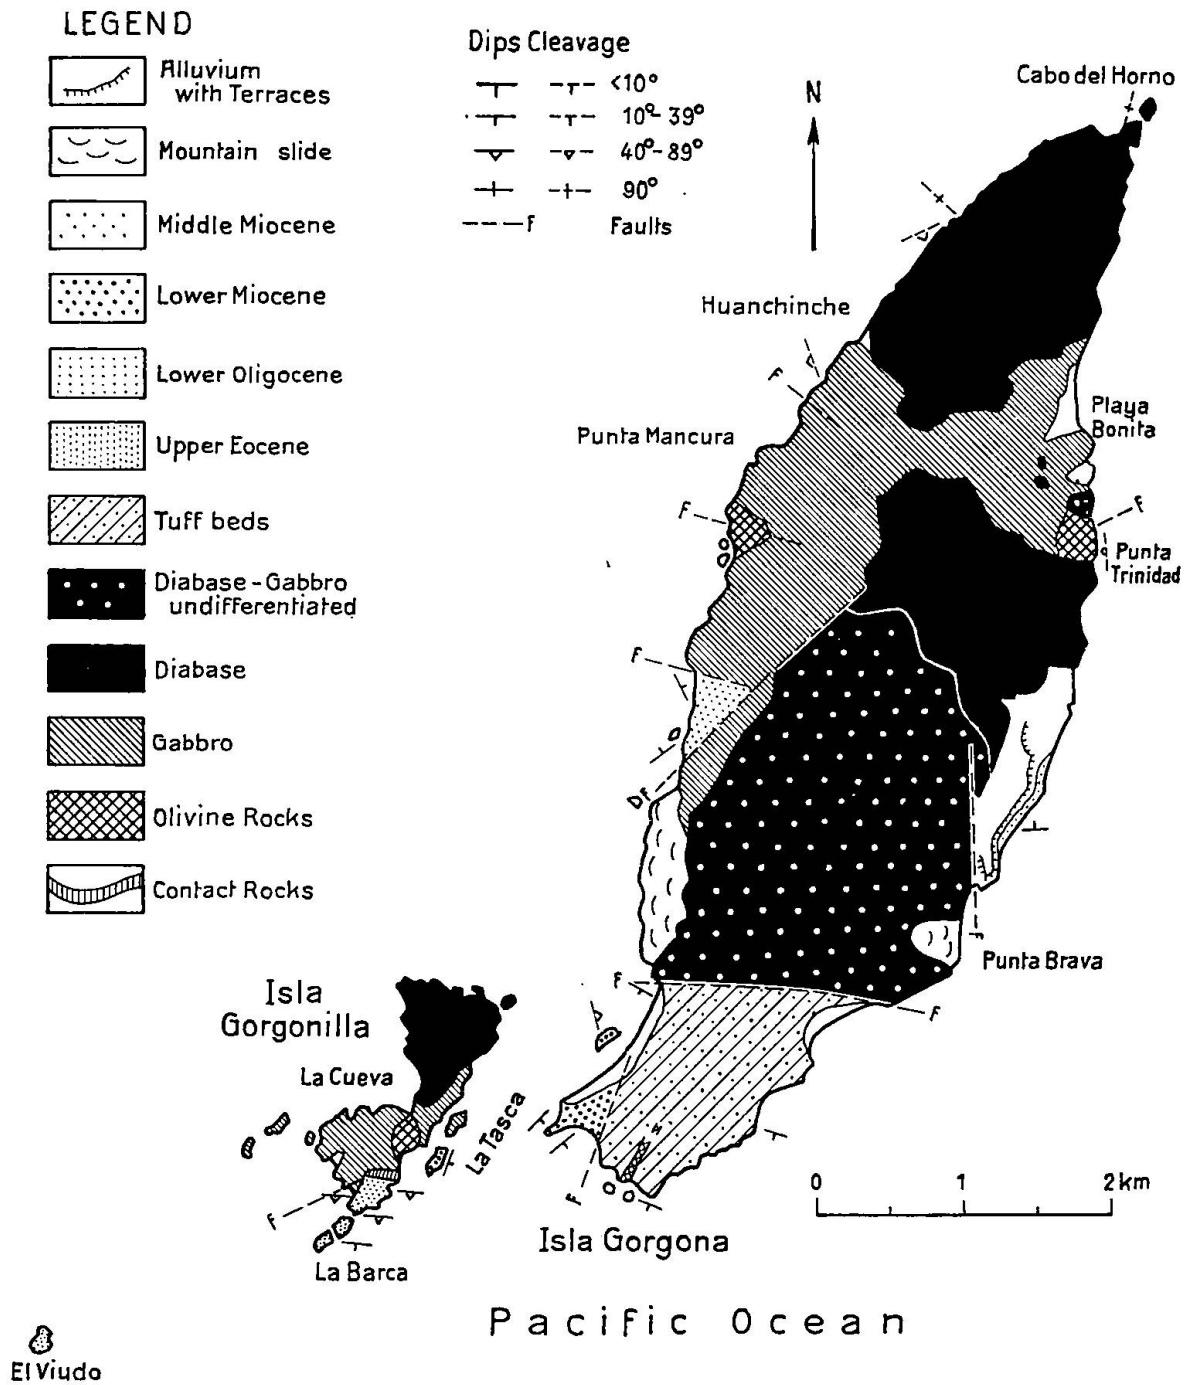 LEGEND
Alluvium
with Terraces
Mountain slide
Middle Miocene
Lower Miocene
Lower Oligocene
Upper Eocene
Tuff beds
Diabase - Gabbro
undifferentiated
Diabase
Gabbro
Olivine Rocks
Contact Rocks
Dips Cleavage
<10°
10°-39°
40°-89°
90°
F Faults
N
Cabo del Horno
Huanchinche
F
Punta Mancura
Playa
Bonita
F
F
Punta
Trinidad
F
DF
F
Punta Brava
F
F
Isla
Gorgonilla
La Cueva
La Tasca
F
F
La Barca
Isla Gorgona
0 1 2 km
Pacific Ocean
El Viudo